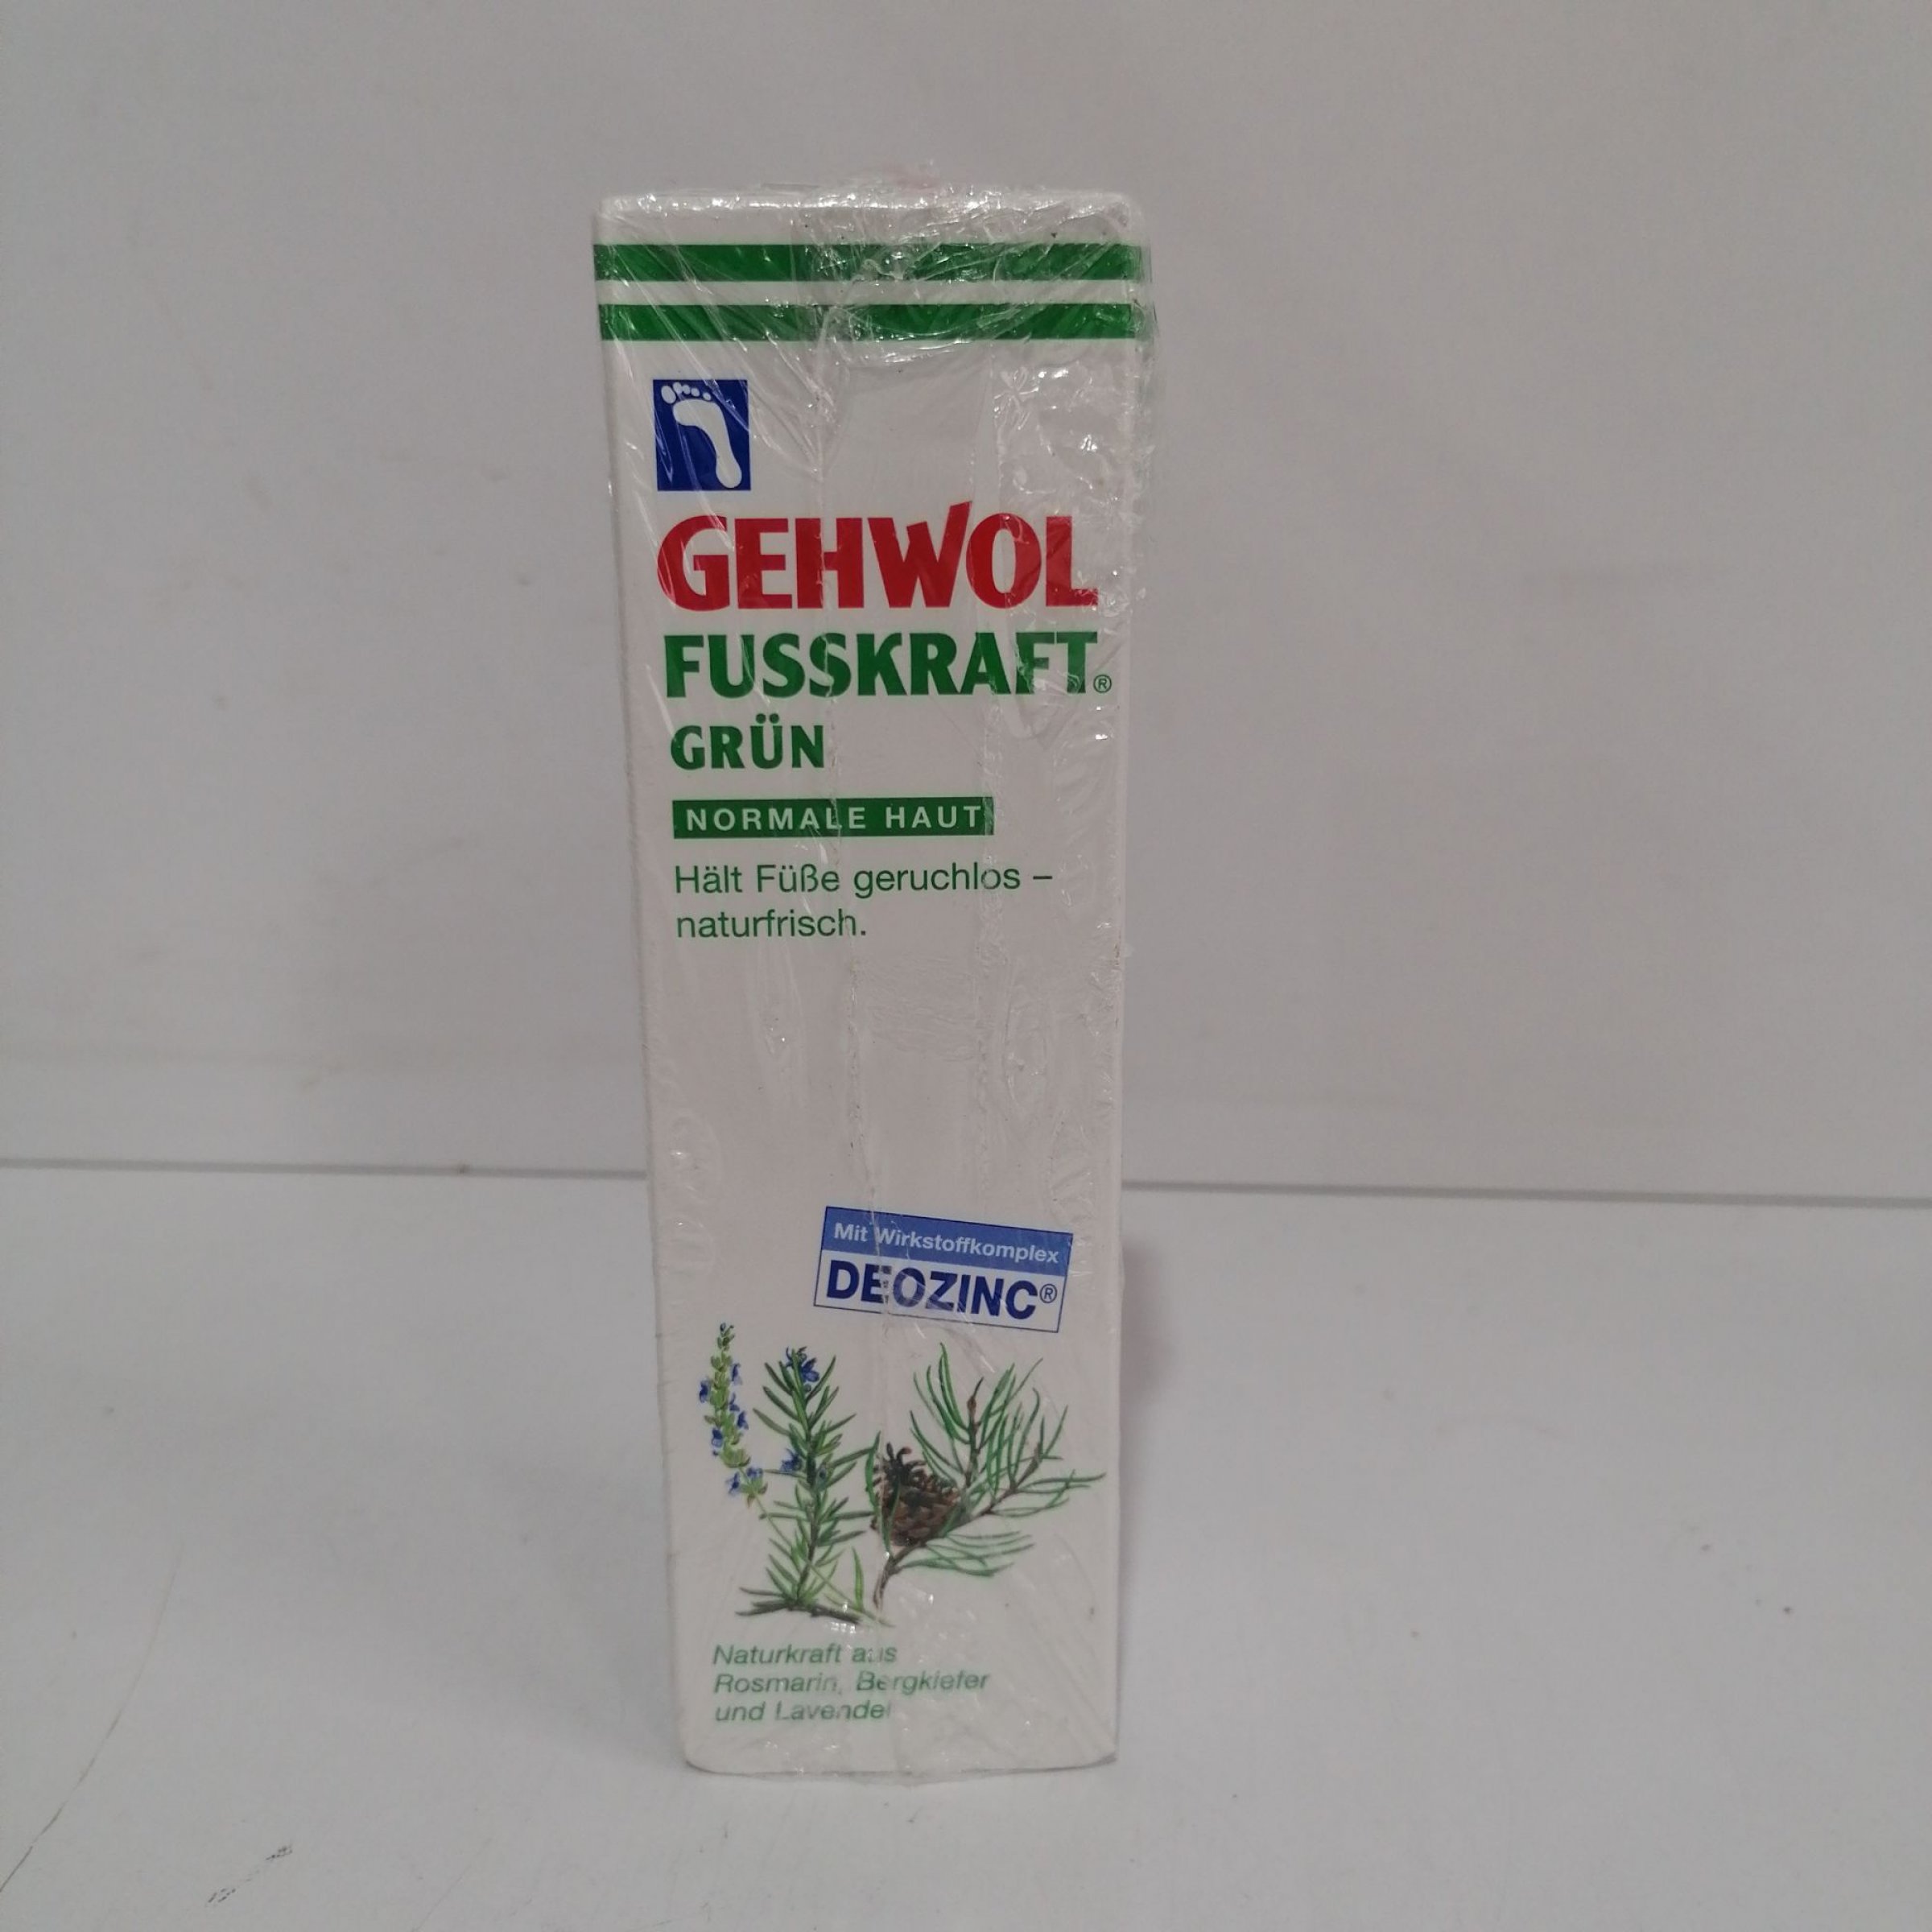 GEHWOL
FUSSKRAFT®
GRÜN
NORMALE HAUT
Hält Füße geruchlos –
naturfrisch.
Mit Wirkstoffkomplex
DEOZINC®
Naturkraft aus
Rosmarin, Bergkiefer
und Lavendel